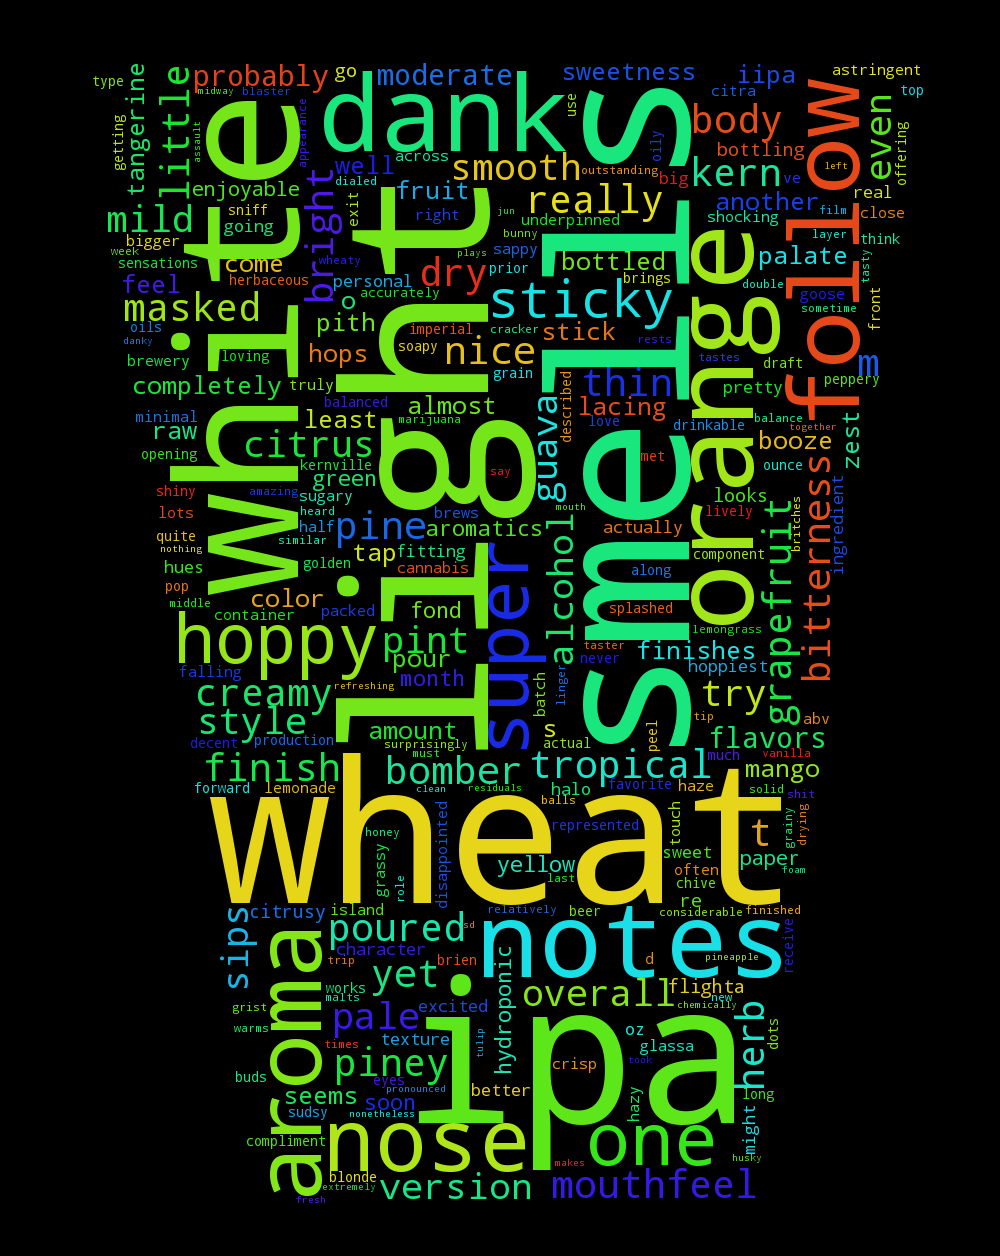 type
tangerine
little
probably
midway
blaster
go
moderate
sweetness
use
iipa
citra
astringent
top
getting
assault
white
appearance
dank
smells
oily
body
bottling
follow
even
offering
left
enjoyable
well
across
dialed
smooth
outstanding
big
kern
ve
real
mild
sniff
going
bright
exit
fruit
right
light
jun
really
underpinned
bunny
another
shocking
film
close
bigger
week
sensations
come
herbaceous
wheaty
personal
plays
sappy
prior
bottled
brings
palate
layer
think
tasty
feel
masked
o
accurately
dry
sticky
double
goose
sometime
front
oils
danky
brewery
loving
pith
hops
imperial
soapy
nice
cracker
grain
stick
rests
orange
tastes
draft
m
peppery
completely
truly
balanced
almost
marijuana
described
thin
lacing
love
pretty
drinkable
balance
together
minimal
raw
opening
least
citrus
kernville
green
guava
met
booze
ounce
zest
shiny
amazing
sugary
heard
say
mouth
looks
lively
britches
bitterness
ingredient
lots
quite
nothing
half
similar
pine
brews
aromatics
actually
component
grapefruit
hues
pop
middle
golden
tap
fitting
cannabis
super
alcohol
along
color
container
packed
fond
splashed
lemongrass
hoppy
pint
pour
taster
never
finishes
hoppiest
falling
creamy
refreshing
month
batch
linger
try
style
amount
s
peel
tip
abv
decent
production
surprisingly
must
actual
flavors
much
vanilla
finish
bomber
tropical
mango
forward
lemonade
clean
residuals
halo
favorite
haze
solid
shit
wheat
balls
honey
grassy
role
disappointed
represented
touch
t
grainy
drying
yellow
last
sweet
often
chive
paper
foam
re
sips
citrusy
island
relatively
beer
considerable
finished
aroma
poured
sd
notes
receive
character
trip
brien
yet
d
pineapple
works
malts
overall
flighta
chemically
new
grist
warms
pale
excited
hydroponic
herb
dots
times
texture
tulip
ipa
oz
glassa
piney
crisp
took
buds
eyes
pronounced
better
seems
soon
hazy
long
sudsy
nonetheless
might
compliment
nose
one
makes
husky
blonde
extremely
version
mouthfeel
fresh